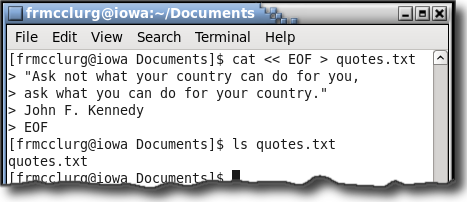 frmcclurg@iowa:~/Documents
File Edit View Search Terminal Help
[frmcclurg@iowa Documents]$ cat << EOF > quotes.txt
> "Ask not what your country can do for you,
> ask what you can do for your country."
> John F. Kennedy
> EOF
[frmcclurg@iowa Documents]$ ls quotes.txt
quotes.txt
[frmcclurg@iowa Documents]$